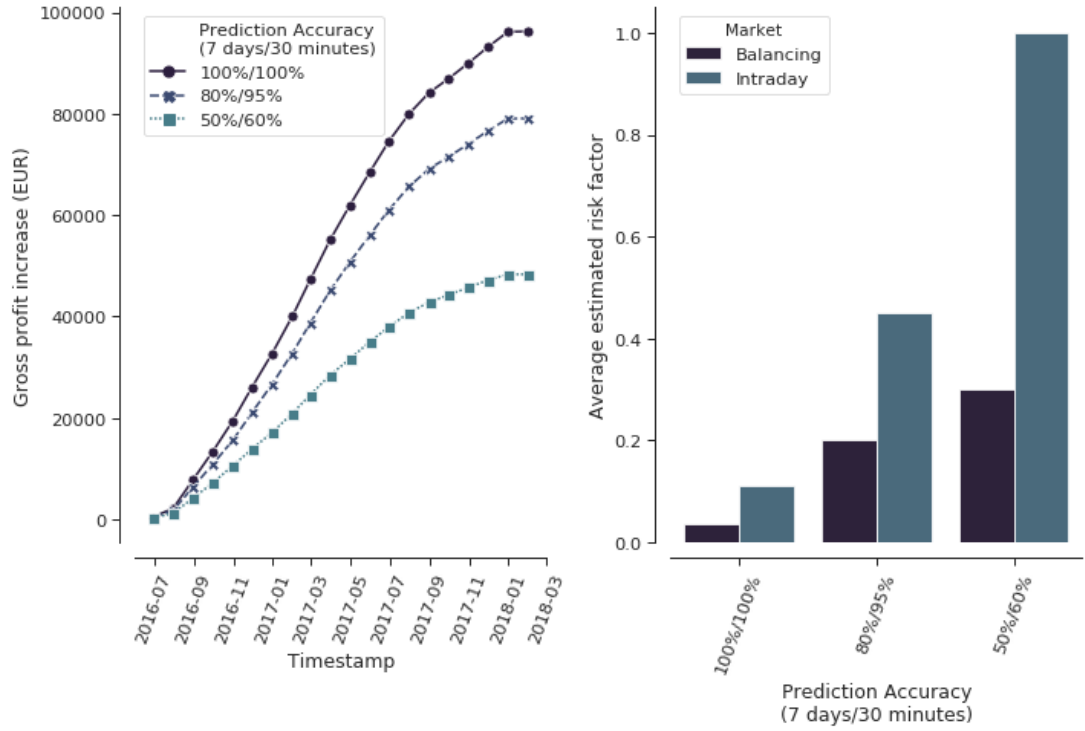 100000
80000
60000
40000
20000
0
Gross profit increase (EUR)
Prediction Accuracy
(7 days/30 minutes)
100%/100%
80%/95%
50%/60%
2016-07
2016-09
2016-11
2017-01
2017-03
2017-05
2017-07
2017-09
2017-11
2018-01
2018-03
Timestamp
1.0
0.8
0.6
0.4
0.2
0.0
Average estimated risk factor
Market
Balancing
Intraday
100%/100%
80%/95%
50%/60%
Prediction Accuracy
(7 days/30 minutes)